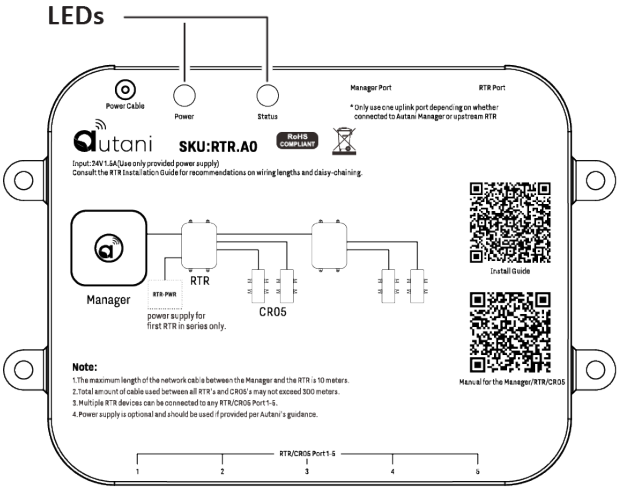 LEDs
Manager Port
RTR Port
Power Cable
Power
Status
* Only use one uplink port depending on whether
connected to Autani Manager or upstream RTR
autani
SKU:RTR.A0
RoHS
COMPLIANT
Input:24V1.5A(Use only provided power supply)
Consult the RTR Installation Guide for recommendations on wiring lengths and daisy-chaining.
a
Manager
RTR
RTR-PWR
CR05
power supply for
first RTR in series only.
Install Guide
Manual for the Manager/RTR/CR05
Note:
1.The maximum length of the network cable between the Manager and the RTR is 10 meters.
2.Total amount of cable used between all RTR's and CR05's may not exceed 300 meters.
3.Multiple RTR devices can be connected to any RTR/CR05 Port 1-5.
4.Power supply is optional and should be used if provided per Autani's guidance.
RTR/CR05 Port 1-5
1 2 3 4 5